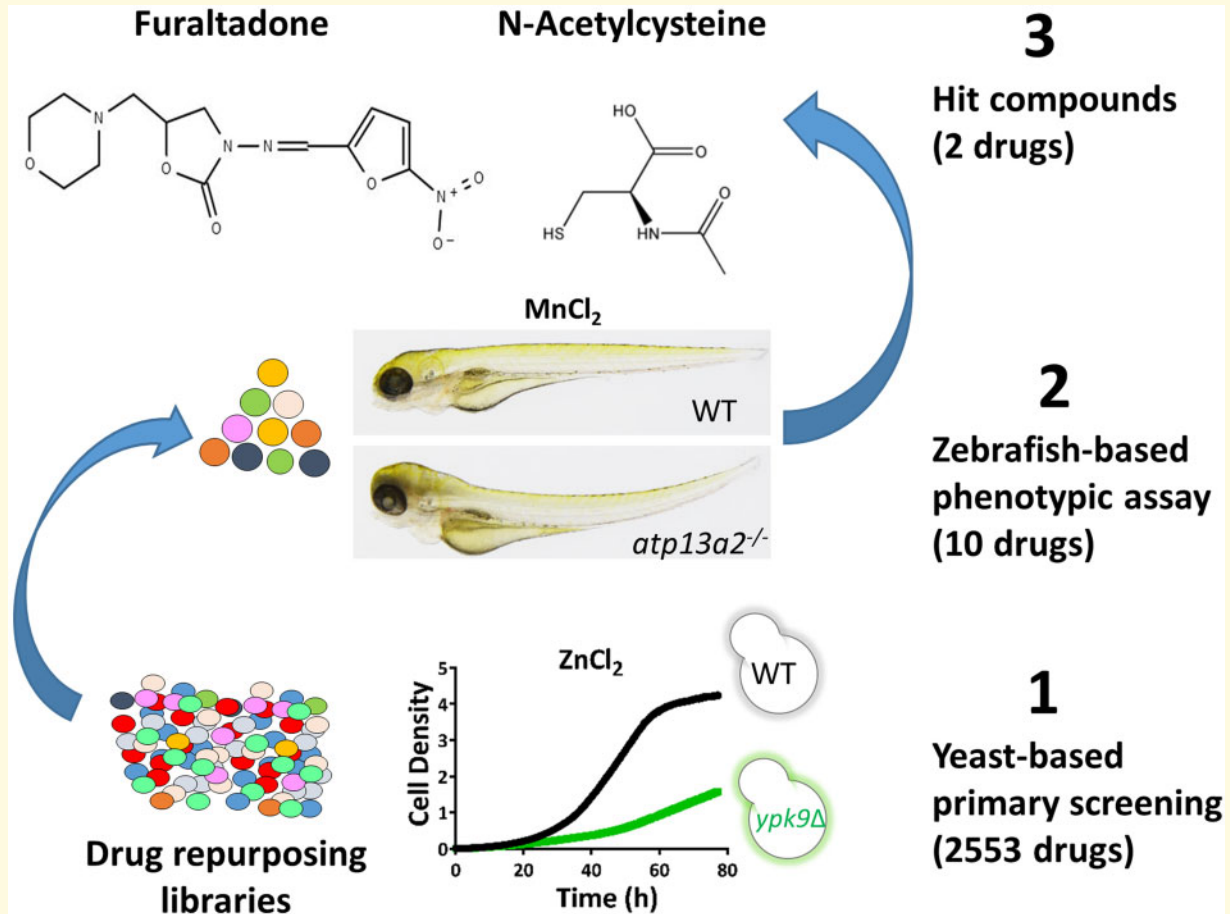 Furaltadone
N-Acetylcysteine
3
Hit compounds
(2 drugs)
N
O
O
O
N
N
O
N+
O
O-
HO
O
HS
HN
O
MnCl2
WT
atp13a2-/-
2
Zebrafish-based
phenotypic assay
(10 drugs)
Drug repurposing
libraries
ZnCl2
Cell Density
5
4
3
2
1
0
0 20 40 60 80
Time (h)
WT
ypk9Δ
1
Yeast-based
primary screening
(2553 drugs)